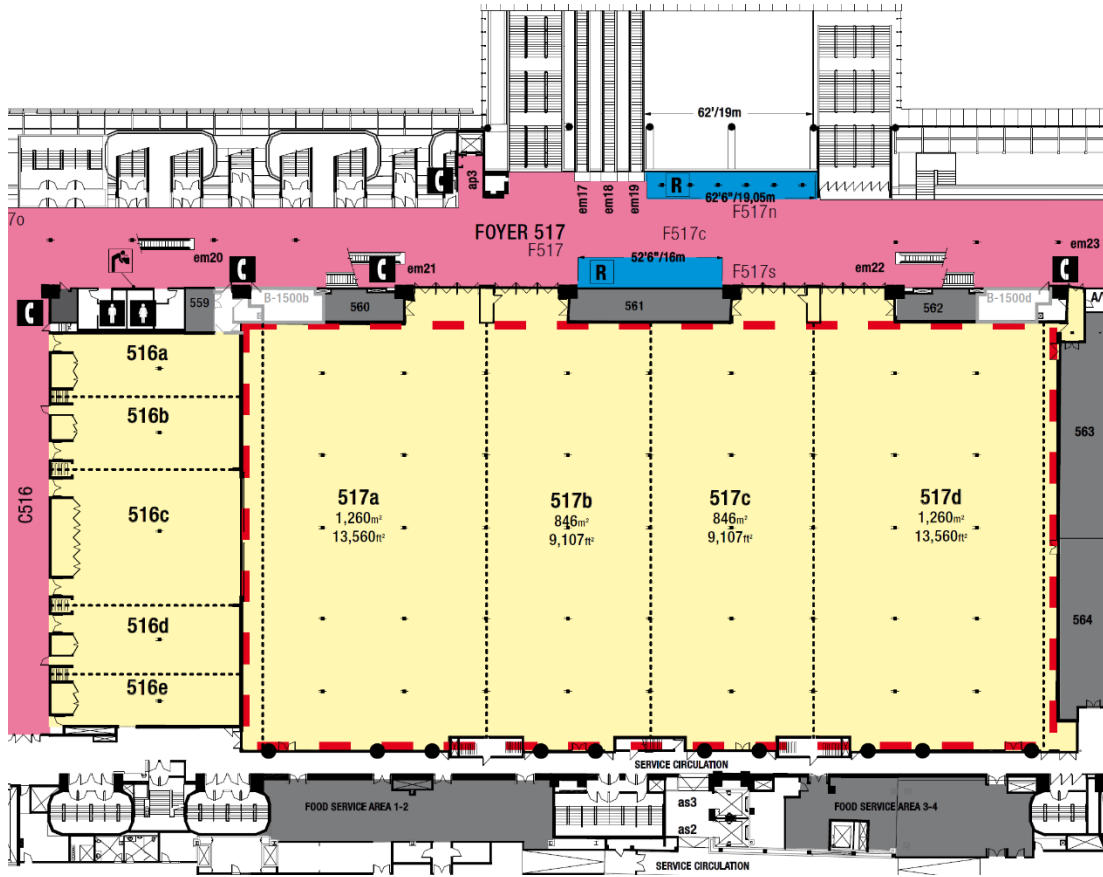 62'/19m
R
ap3
em17
em18
em19
62'6"/19,05m
F517n
7o
FOYER 517
F517
F517c
em20
em21
52'6"/16m
R
F517s
em22
em23
559
B-1500b
560
561
562
B-1500d
A/V
516a
516b
516c
516d
516e
C516
517a
1,260m²
13,560ft²
517b
846m²
9,107ft²
517c
846m²
9,107ft²
517d
1,260m²
13,560ft²
563
564
SERVICE CIRCULATION
FOOD SERVICE AREA 1-2
as3
as2
FOOD SERVICE AREA 3-4
SERVICE CIRCULATION